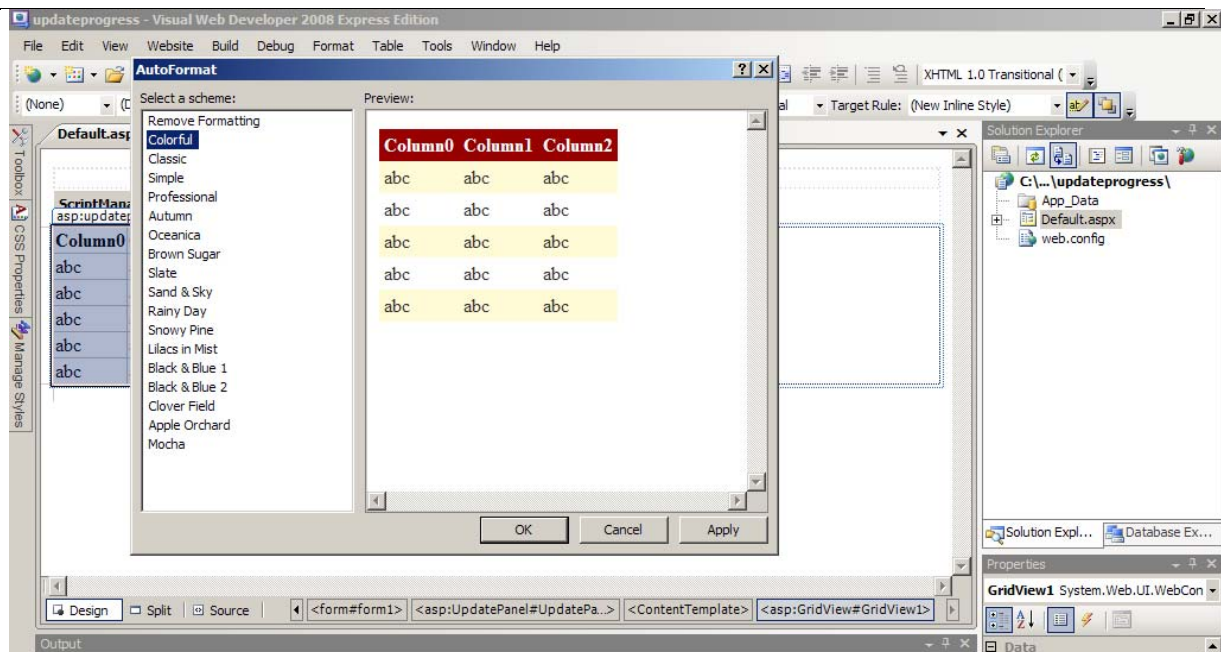 updateprogress - Visual Web Developer 2008 Express Edition
File Edit View Website Build Debug Format Table Tools Window Help
XHTML 1.0 Transitional (
(None)
Target Rule: (New Inline Style)
AutoFormat
Select a scheme:
Remove Formatting
Colorful
Classic
Simple
Professional
Autumn
Oceanica
Brown Sugar
Slate
Sand & Sky
Rainy Day
Snowy Pine
Lilacs in Mist
Black & Blue 1
Black & Blue 2
Clover Field
Apple Orchard
Mocha
Preview:
Column0 Column1 Column2
abc abc abc
abc abc abc
abc abc abc
abc abc abc
abc abc abc
OK Cancel Apply
Toolbox
CSS Properties
Manage Styles
Default.asp
ScriptMana
asp:updatep
Column0
abc
abc
abc
abc
abc
Design Split Source <form#form1> <asp:UpdatePanel#UpdatePa...> <ContentTemplate> <asp:GridView#GridView1>
Output
Solution Explorer
C:\...\updateprogress\
App_Data
Default.aspx
web.config
Solution Expl... Database Ex...
Properties
GridView1 System.Web.UI.WebCon
Data